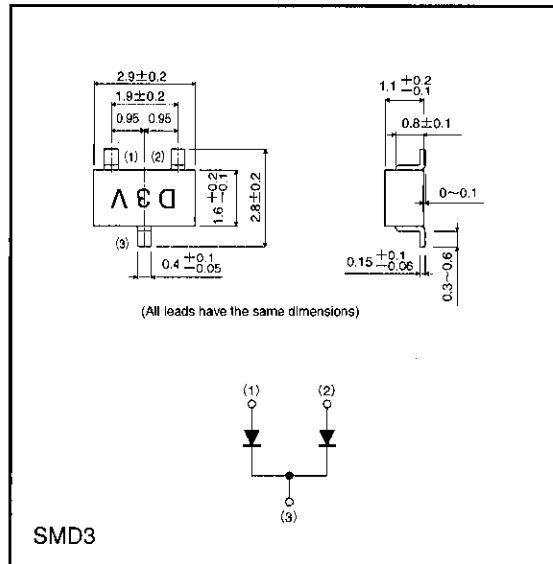 2.9±0.2
1.9±0.2
0.95 0.95
(1) (2)
D 3 V
(3)
1.6 +0.2 −0.1
2.8±0.2
0.4 +0.1 −0.05
1.1 +0.2 −0.1
0.8±0.1
0~0.1
0.15 +0.1 −0.06
0.3~0.6
(All leads have the same dimensions)
(1) (2)
(3)
SMD3